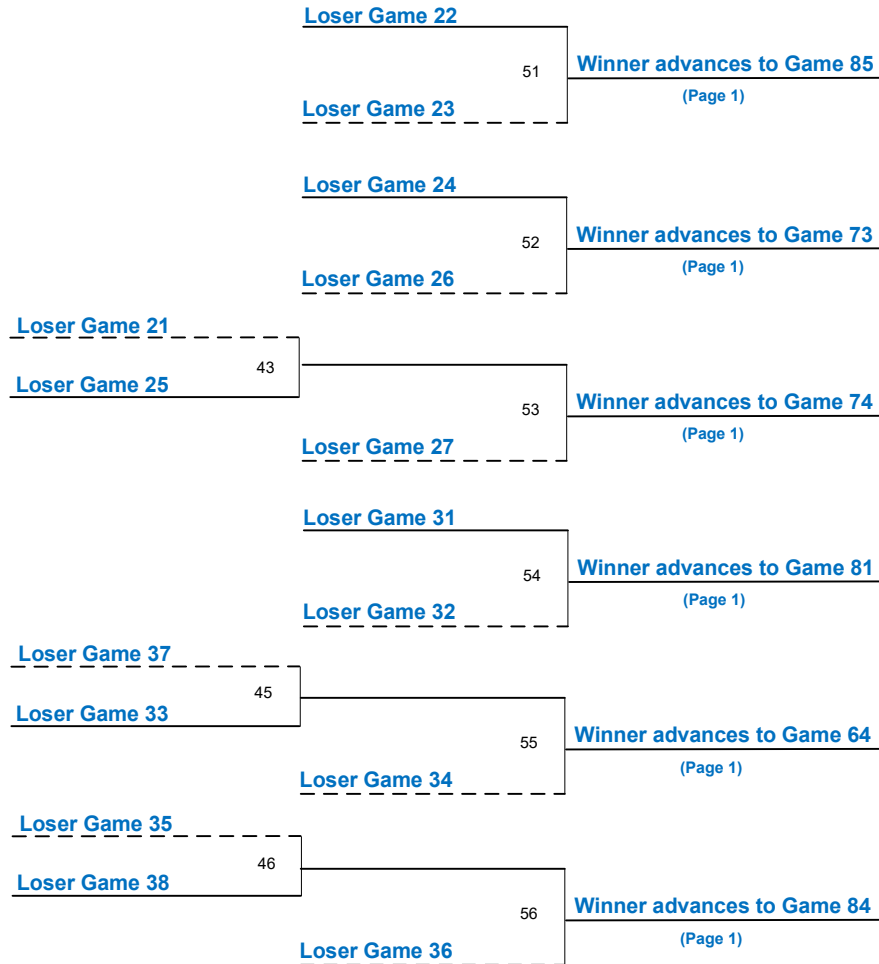 Loser Game 22
51
Winner advances to Game 85
(Page 1)
Loser Game 23
Loser Game 24
52
Winner advances to Game 73
(Page 1)
Loser Game 26
Loser Game 21
43
Loser Game 25
53
Winner advances to Game 74
(Page 1)
Loser Game 27
Loser Game 31
54
Winner advances to Game 81
(Page 1)
Loser Game 32
Loser Game 37
45
Loser Game 33
55
Winner advances to Game 64
(Page 1)
Loser Game 34
Loser Game 35
46
Loser Game 38
56
Winner advances to Game 84
(Page 1)
Loser Game 36